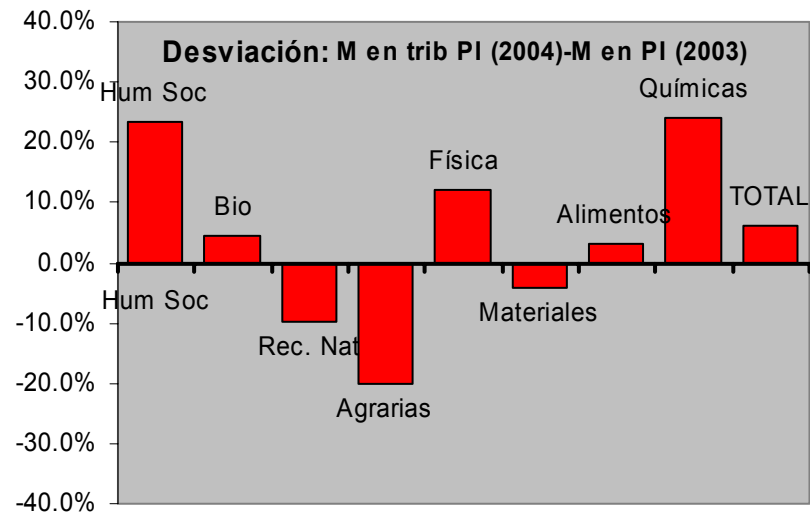 40.0%
Desviación: M en trib PI (2004)-M en PI (2003)
30.0%
Hum Soc
Químicas
20.0%
Física
Bio
Alimentos
TOTAL
10.0%
0.0%
Hum Soc
Materiales
-10.0%
Rec. Nat
Agrarias
-20.0%
-30.0%
-40.0%